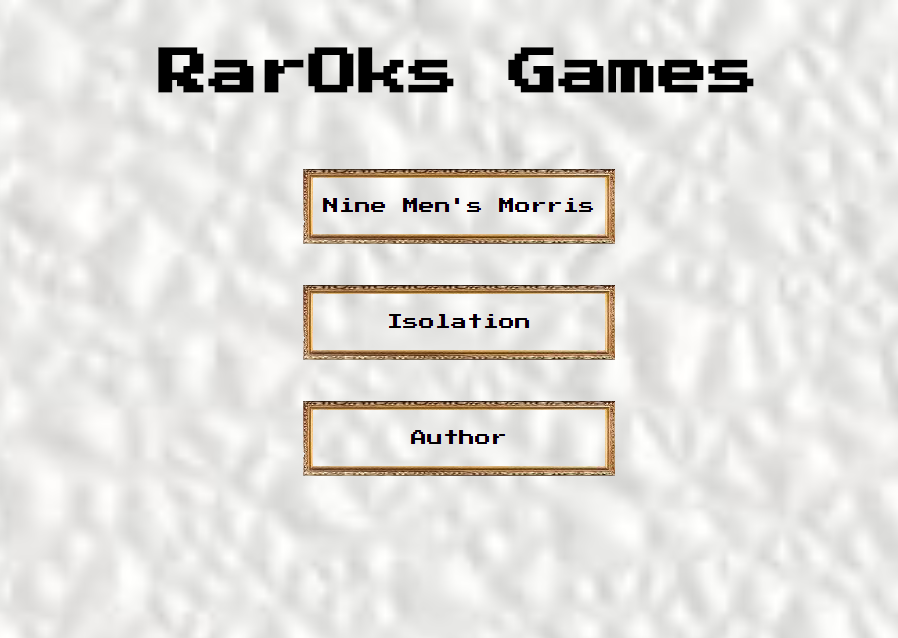 RarOks Games
Nine Men's Morris
Isolation
Author